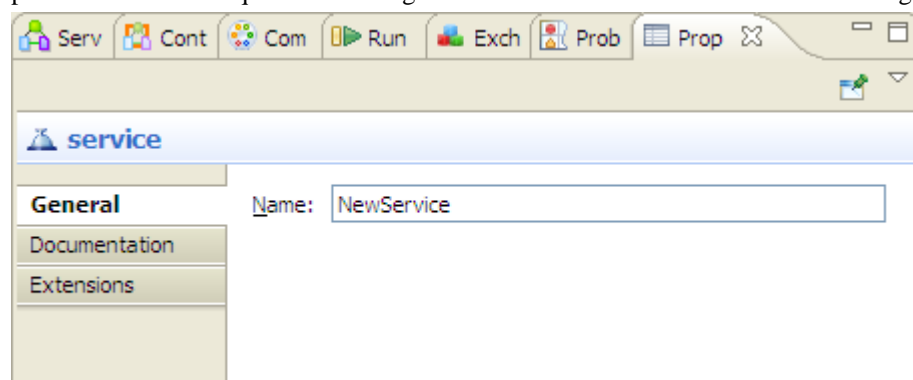 Serv Cont Com Run Exch Prob Prop
service
General
Name: NewService
Documentation
Extensions